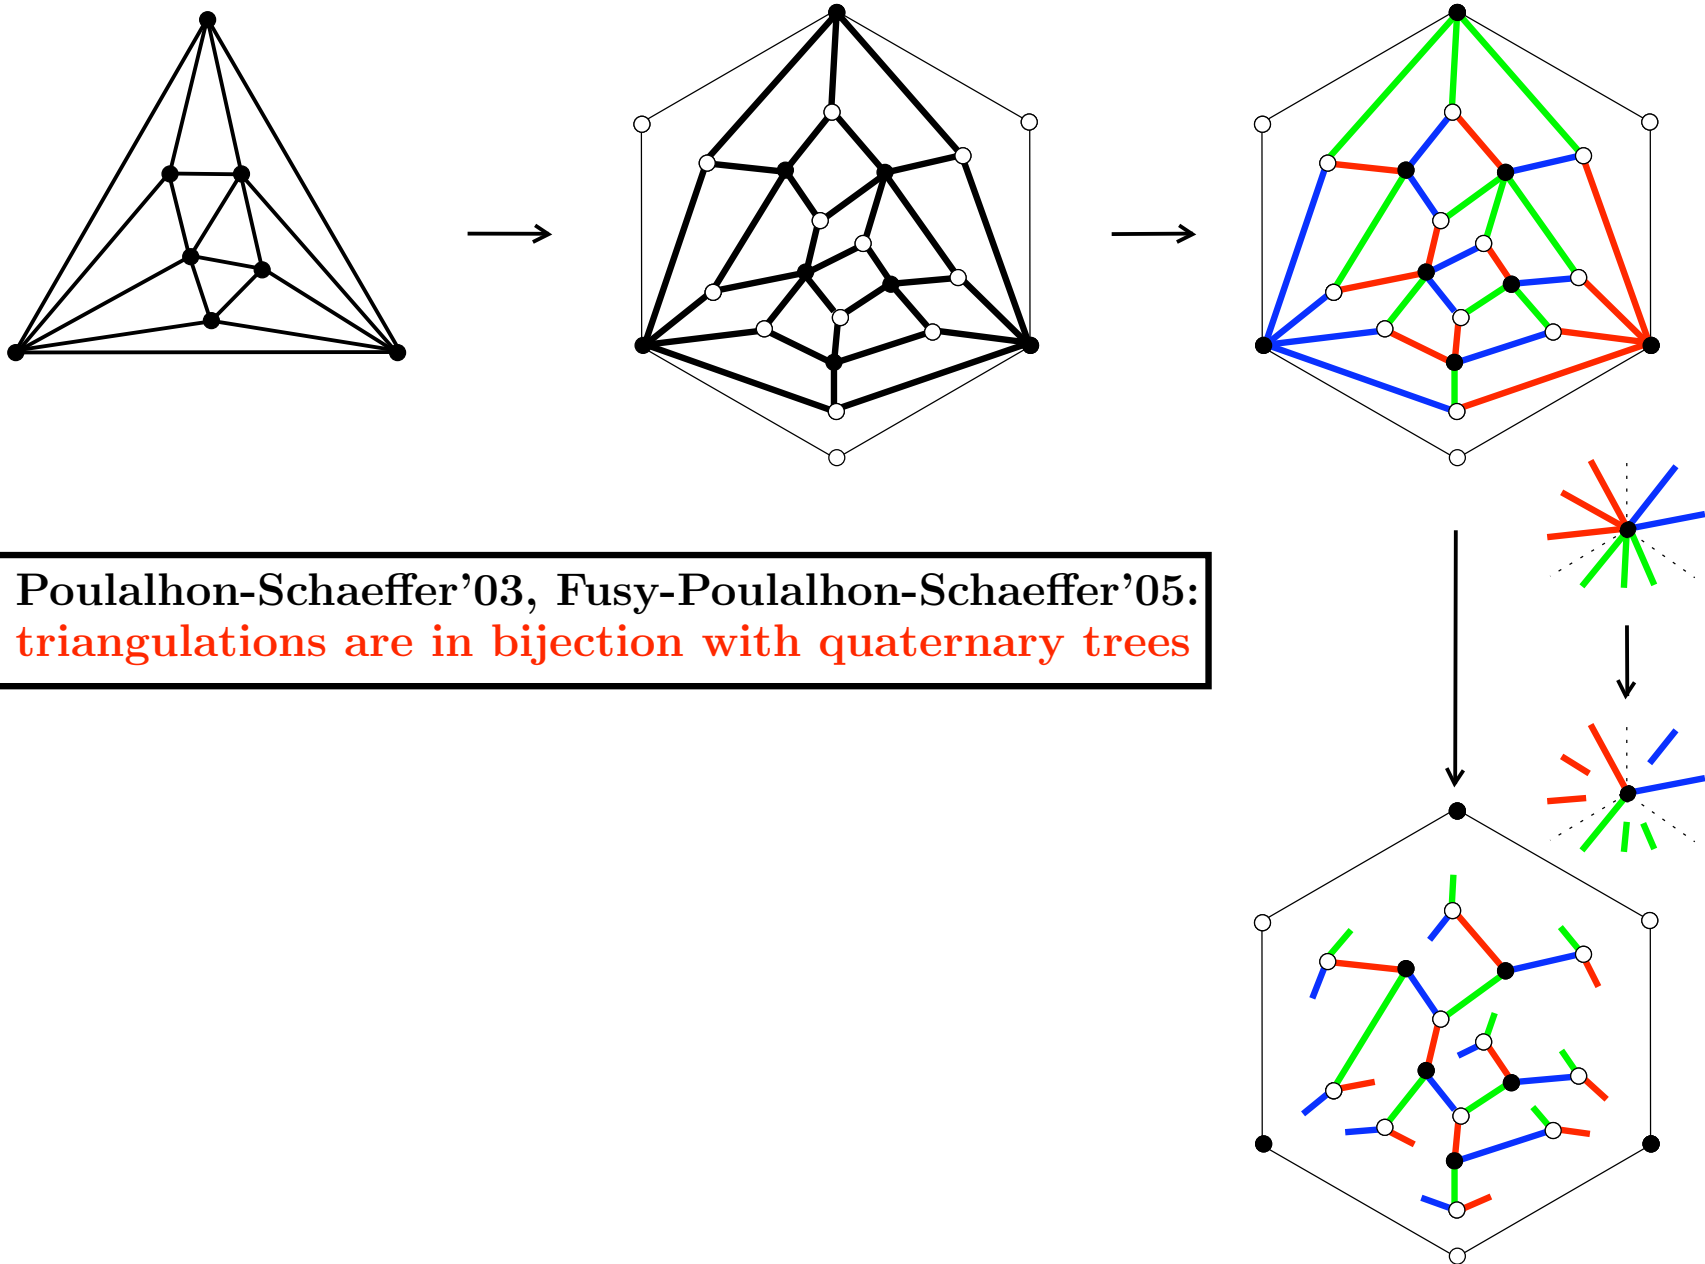 Poulalhon-Schaeffer’03, Fusy-Poulalhon-Schaeffer’05:
triangulations are in bijection with quaternary trees